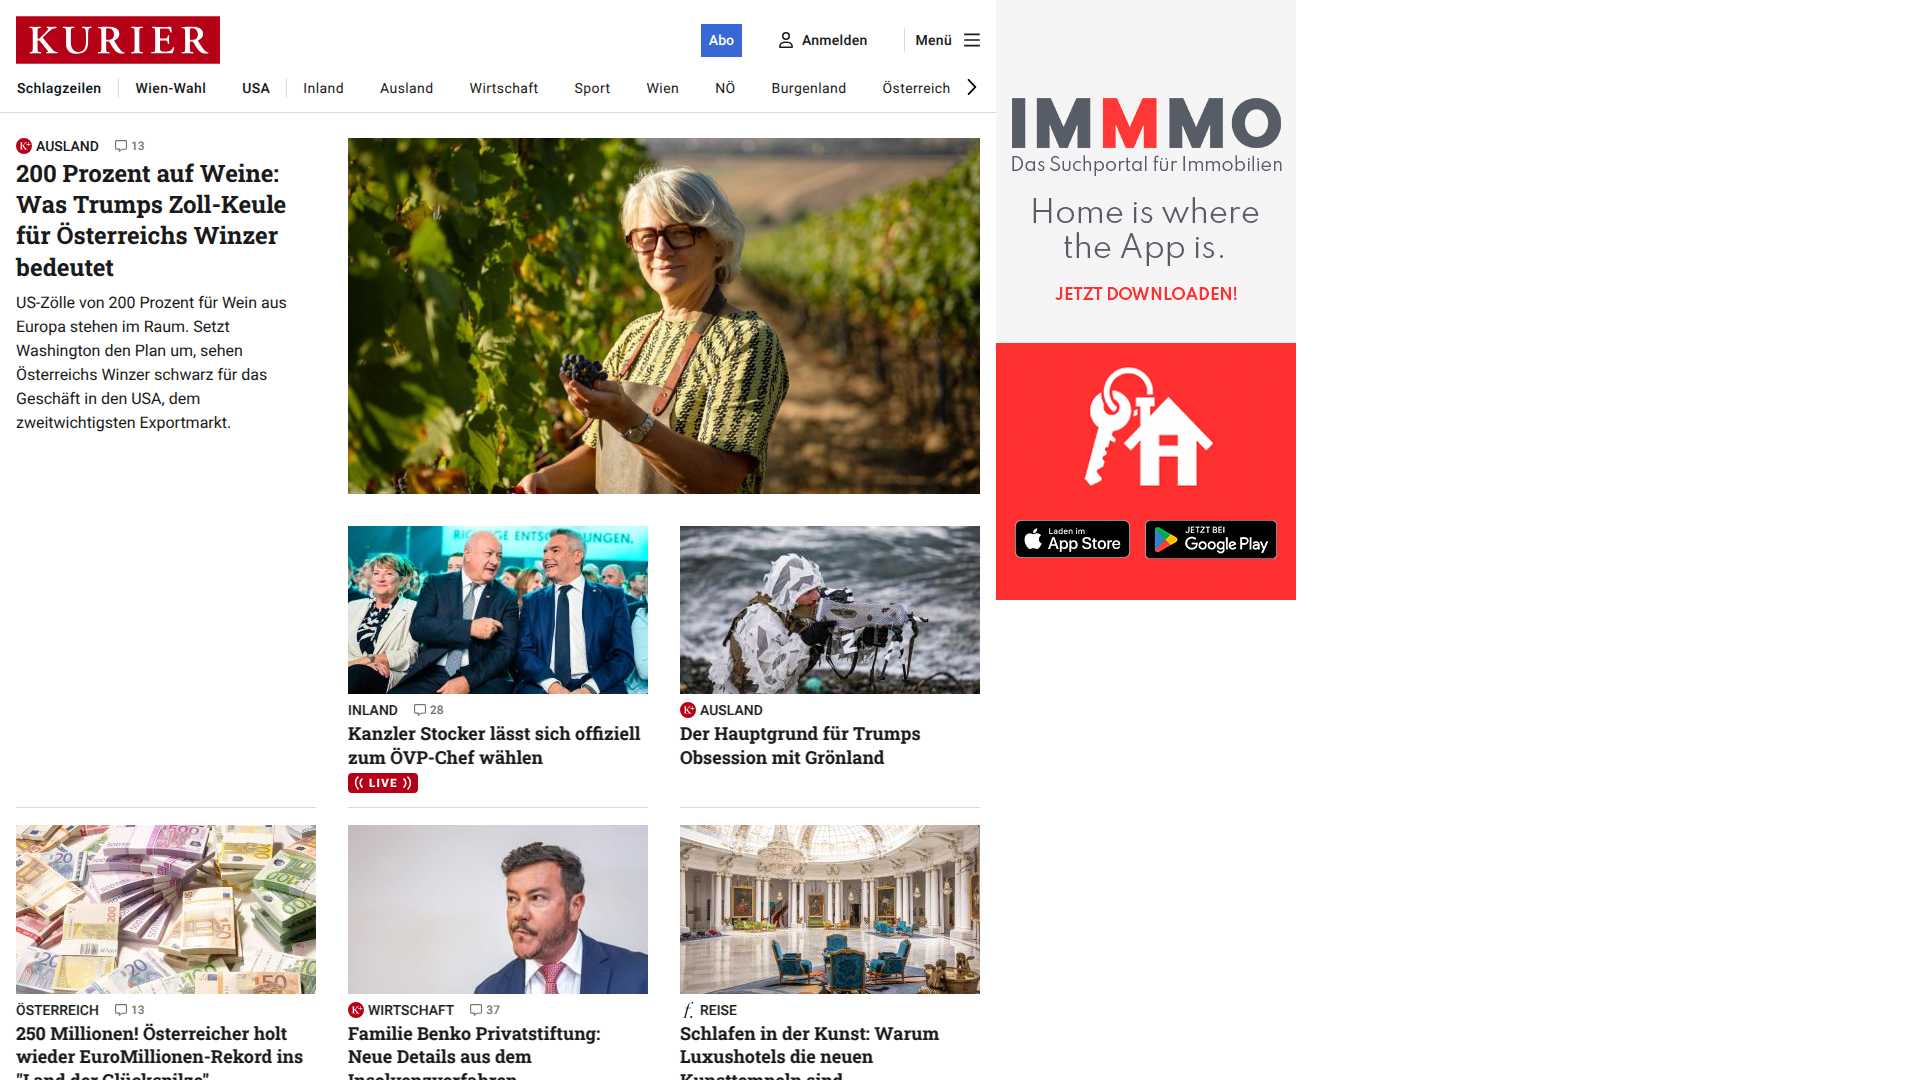 KURIER
Abo
Anmelden
Menü
Schlagzeilen
Wien-Wahl
USA
Inland
Ausland
Wirtschaft
Sport
Wien
NÖ
Burgenland
Österreich
AUSLAND 13
200 Prozent auf Weine:
Was Trumps Zoll-Keule
für Österreichs Winzer
bedeutet
US-Zölle von 200 Prozent für Wein aus
Europa stehen im Raum. Setzt
Washington den Plan um, sehen
Österreichs Winzer schwarz für das
Geschäft in den USA, dem
zweitwichtigsten Exportmarkt.
INLAND 28
Kanzler Stocker lässt sich offiziell
zum ÖVP-Chef wählen
LIVE
K+ AUSLAND
Der Hauptgrund für Trumps
Obsession mit Grönland
ÖSTERREICH 13
250 Millionen! Österreicher holt
wieder EuroMillionen-Rekord ins
"Land der Glückspilze"
K+ WIRTSCHAFT 37
Familie Benko Privatstiftung:
Neue Details aus dem
Insolvenzverfahren
f. REISE
Schlafen in der Kunst: Warum
Luxushotels die neuen
Kunsttempeln sind
IMMMO
Das Suchportal für Immobilien
Home is where
the App is.
JETZT DOWNLOADEN!
Laden im
App Store
JETZT BEI
Google Play